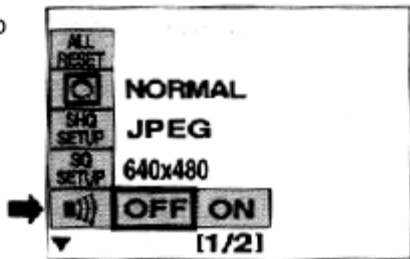 ALL
RESET
NORMAL
SHQ
SETUP
JPEG
SQ
SETUP
640x480
OFF ON
[1/2]